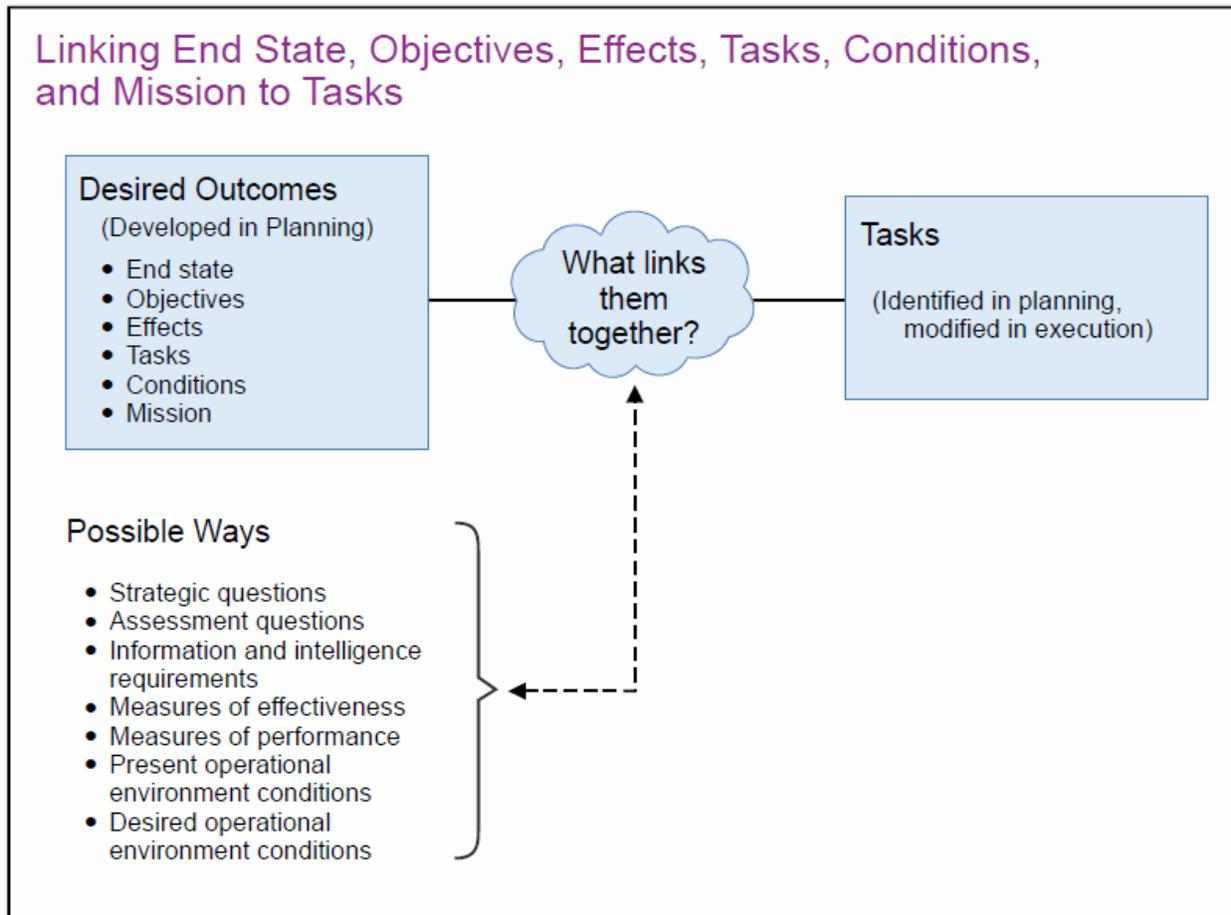 Linking End State, Objectives, Effects, Tasks, Conditions,
and Mission to Tasks
Desired Outcomes
(Developed in Planning)
• End state
• Objectives
• Effects
• Tasks
• Conditions
• Mission
What links
them
together?
Tasks
(Identified in planning,
modified in execution)
Possible Ways
• Strategic questions
• Assessment questions
• Information and intelligence
requirements
• Measures of effectiveness
• Measures of performance
• Present operational
environment conditions
• Desired operational
environment conditions